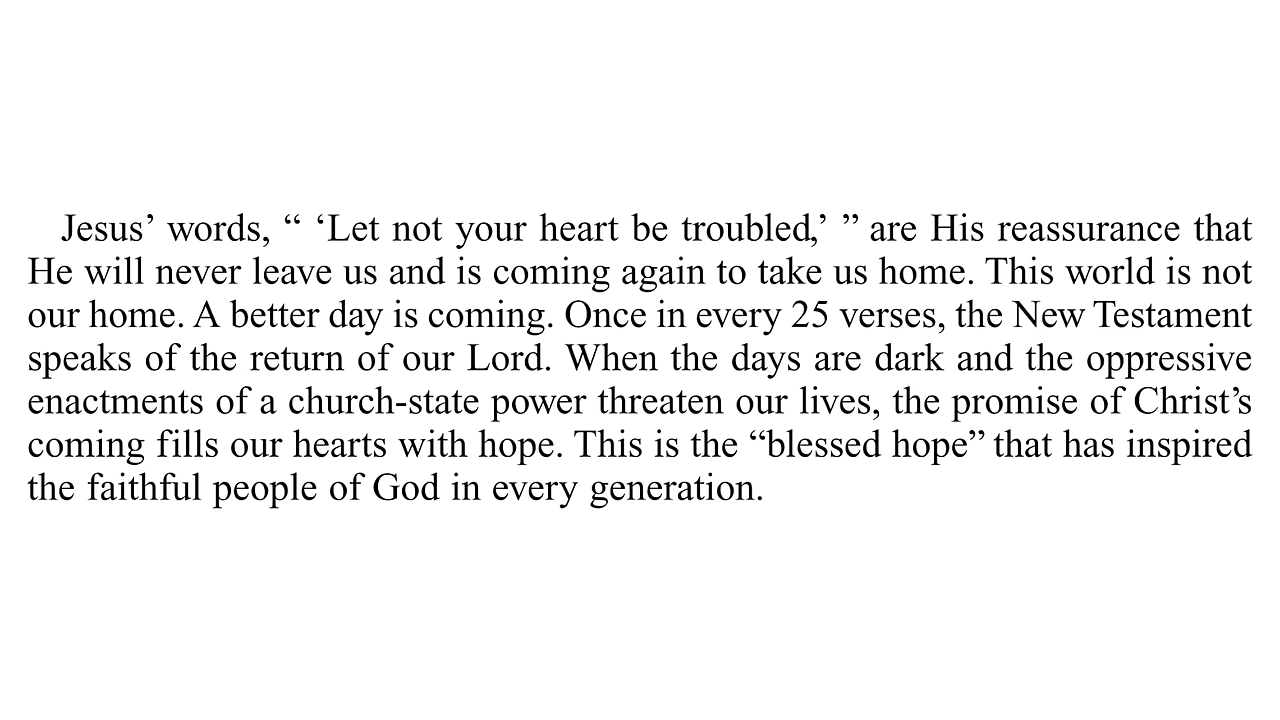 Jesus’ words, “ ‘Let not your heart be troubled,’ ” are His reassurance that
He will never leave us and is coming again to take us home. This world is not
our home. A better day is coming. Once in every 25 verses, the New Testament
speaks of the return of our Lord. When the days are dark and the oppressive
enactments of a church-state power threaten our lives, the promise of Christ’s
coming fills our hearts with hope. This is the “blessed hope” that has inspired
the faithful people of God in every generation.